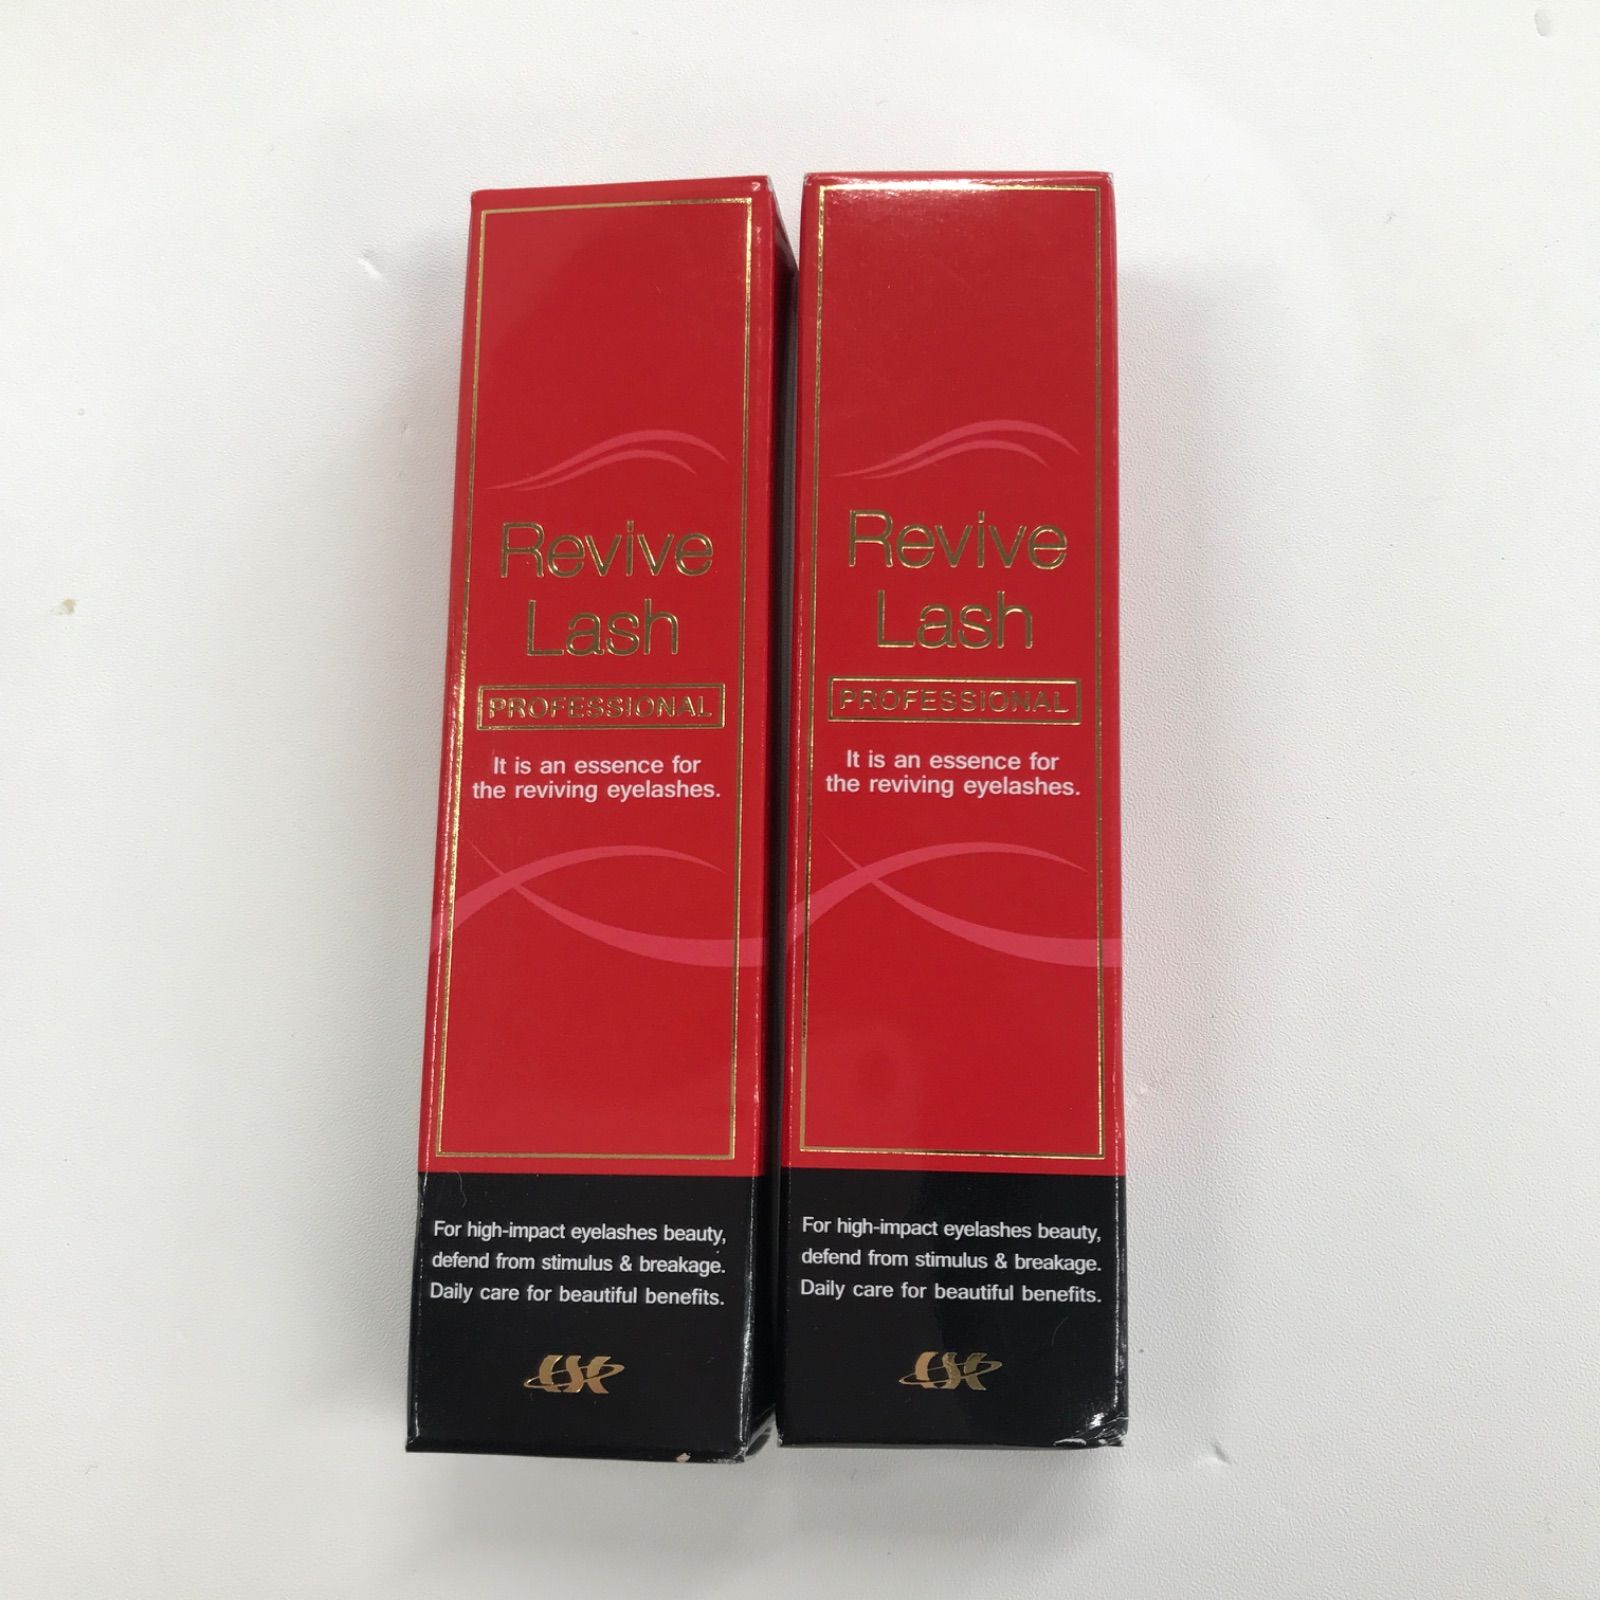 Revive
Lash
PROFESSIONAL
It is an essence for
the reviving eyelashes.
For high-impact eyelashes beauty,
defend from stimulus & breakage.
Daily care for beautiful benefits.
Revive
Lash
PROFESSIONAL
It is an essence for
the reviving eyelashes.
For high-impact eyelashes beauty,
defend from stimulus & breakage.
Daily care for beautiful benefits.